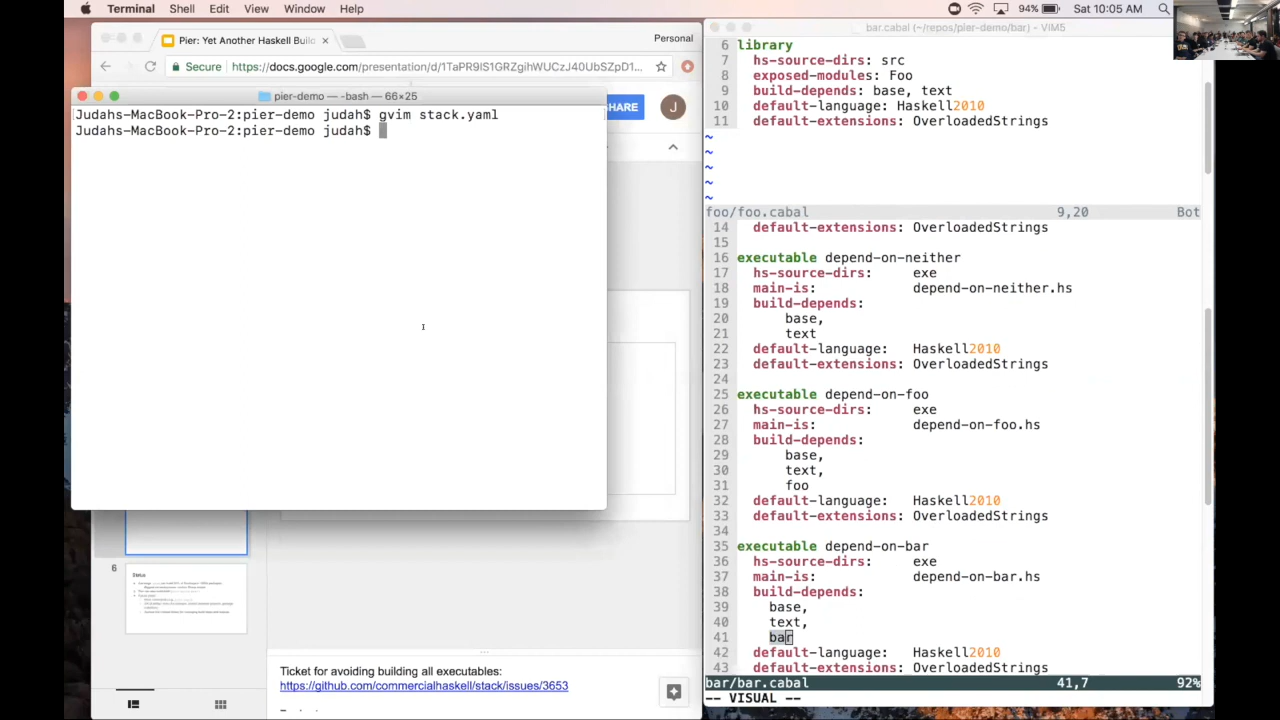 Terminal Shell Edit View Window Help
94% Sat 10:05 AM
Pier: Yet Another Haskell Buil
Personal
Secure https://docs.google.com/presentation/d/1TaPR9BS1GRZgihWUCzJ40UbSZpD1...
HARE J
pier-demo — -bash — 66×25
Judahs-MacBook-Pro-2:pier-demo judah$ gvim stack.yaml
Judahs-MacBook-Pro-2:pier-demo judah$
6
Ticket for avoiding building all executables:
https://github.com/commercialhaskell/stack/issues/3653
bar.cabal (~/repos/pier-demo/bar) - VIM5
6 library
7 hs-source-dirs: src
8 exposed-modules: Foo
9 build-depends: base, text
10 default-language: Haskell2010
11 default-extensions: OverloadedStrings
~
~
~
~
~
foo/foo.cabal 9,20 Bot
14 default-extensions: OverloadedStrings
15
16 executable depend-on-neither
17 hs-source-dirs: exe
18 main-is: depend-on-neither.hs
19 build-depends:
20 base,
21 text
22 default-language: Haskell2010
23 default-extensions: OverloadedStrings
24
25 executable depend-on-foo
26 hs-source-dirs: exe
27 main-is: depend-on-foo.hs
28 build-depends:
29 base,
30 text,
31 foo
32 default-language: Haskell2010
33 default-extensions: OverloadedStrings
34
35 executable depend-on-bar
36 hs-source-dirs: exe
37 main-is: depend-on-bar.hs
38 build-depends:
39 base,
40 text,
41 bar
42 default-language: Haskell2010
43 default-extensions: OverloadedStrings
bar/bar.cabal 41,7 92%
-- VISUAL --